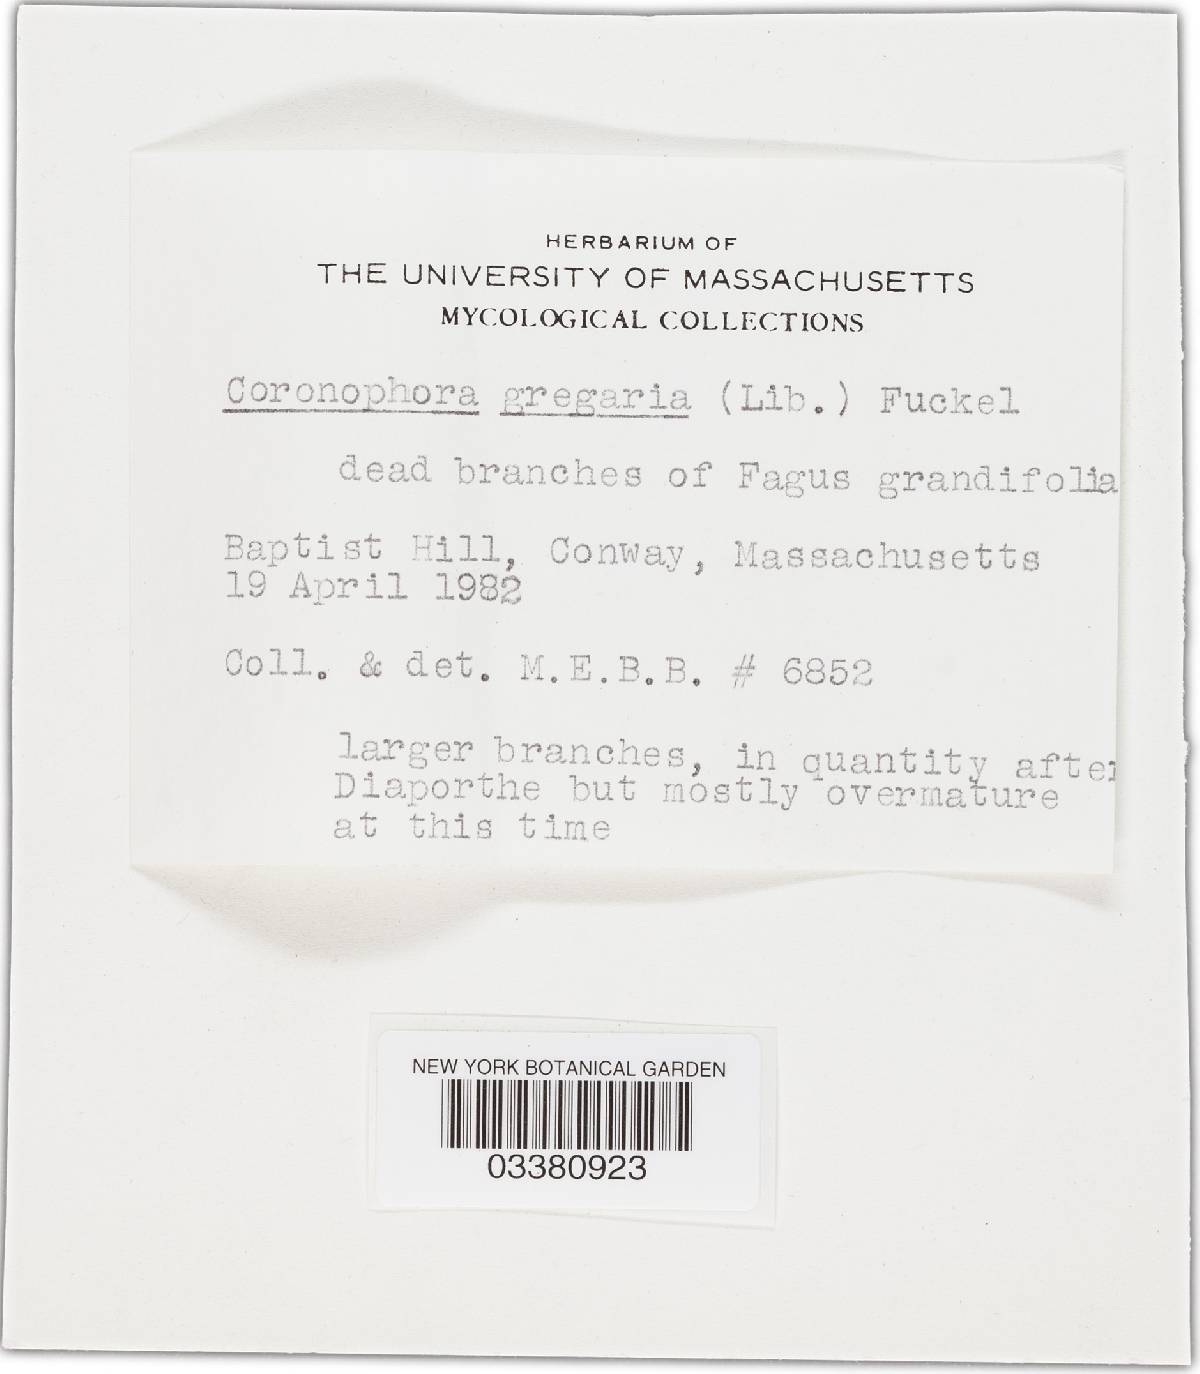 HERBARIUM OF
THE UNIVERSITY OF MASSACHUSETTS
MYCOLOGICAL COLLECTIONS
Coronophora gregaria (Lib.) Fuckel
dead branches of Fagus grandifolia
Baptist Hill, Conway, Massachusetts
19 April 1982
Coll. & det. M.E.B.B. # 6852
larger branches, in quantity after
Diaporthe but mostly overmature
at this time
NEW YORK BOTANICAL GARDEN
03380923